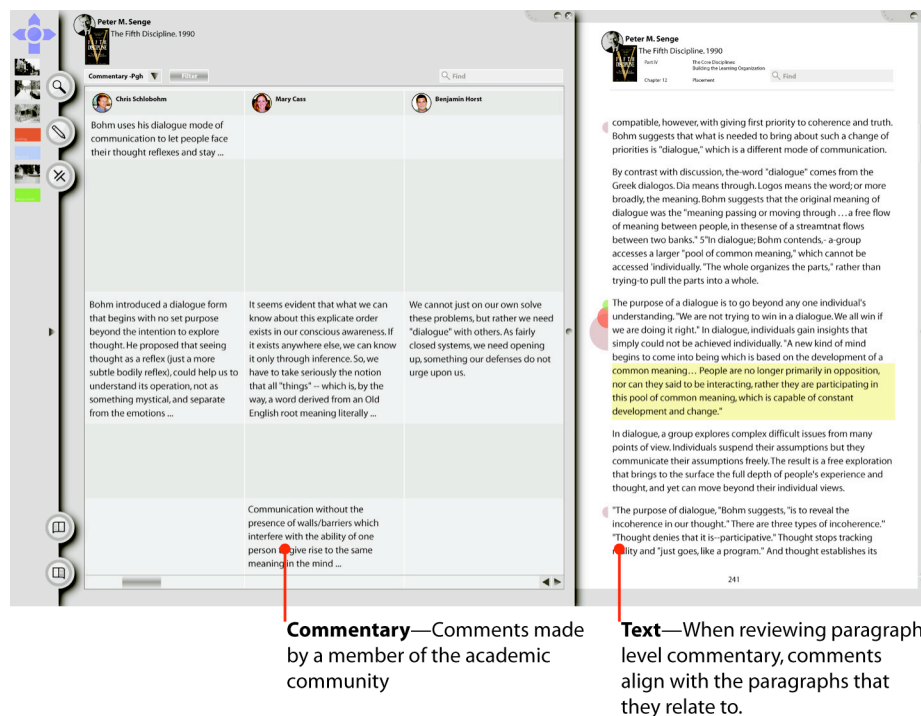 Peter M. Senge
The Fifth Discipline. 1990
Commentary -Pgh
Filter
Find
Chris Schlobohm
Mary Cass
Benjamin Horst
Bohm uses his dialogue mode of
communication to let people face
their thought reflexes and stay ...
Bohm introduced a dialogue form
that begins with no set purpose
beyond the intention to explore
thought. He proposed that seeing
thought as a reflex (just a more
subtle bodily reflex), could help us to
understand its operation, not as
something mystical, and separate
from the emotions ...
It seems evident that what we can
know about this explicate order
exists in our conscious awareness. If
it exists anywhere else, we can know
it only through inference. So, we
have to take seriously the notion
that all "things" -- which is, by the
way, a word derived from an Old
English root meaning literally ...
We cannot just on our own solve
these problems, but rather we need
"dialogue" with others. As fairly
closed systems, we need opening
up, something our defenses do not
urge upon us.
Communication without the
presence of walls/barriers which
interfere with the ability of one
person to give rise to the same
meaning in the mind ...
Peter M. Senge
The Fifth Discipline. 1990
Part IV The Core Disciplines:
Building the Learning Organization
Chapter 12 Placement
Find
compatible, however, with giving first priority to coherence and truth.
Bohm suggests that what is needed to bring about such a change of
priorities is "dialogue," which is a different mode of communication.
By contrast with discussion, the-word "dialogue" comes from the
Greek dialogos. Dia means through. Logos means the word; or more
broadly, the meaning. Bohm suggests that the original meaning of
dialogue was the "meaning passing or moving through ... a free flow
of meaning between people, in thesense of a streamtnat flows
between two banks." 5"In dialogue; Bohm contends,- a-group
accesses a larger "pool of common meaning," which cannot be
accessed 'individually. "The whole organizes the parts," rather than
trying-to pull the parts into a whole.
The purpose of a dialogue is to go beyond any one individual's
understanding. "We are not trying to win in a dialogue. We all win if
we are doing it right." In dialogue, individuals gain insights that
simply could not be achieved individually. "A new kind of mind
begins to come into being which is based on the development of a
common meaning... People are no longer primarily in opposition,
nor can they said to be interacting, rather they are participating in
this pool of common meaning, which is capable of constant
development and change."
In dialogue, a group explores complex difficult issues from many
points of view. Individuals suspend their assumptions but they
communicate their assumptions freely. The result is a free exploration
that brings to the surface the full depth of people's experience and
thought, and yet can move beyond their individual views.
"The purpose of dialogue, "Bohm suggests, "is to reveal the
incoherence in our thought." There are three types of incoherence."
"Thought denies that it is--participative." Thought stops tracking
reality and "just goes, like a program." And thought establishes its
241
Commentary—Comments made
by a member of the academic
community
Text—When reviewing paragraph
level commentary, comments
align with the paragraphs that
they relate to.